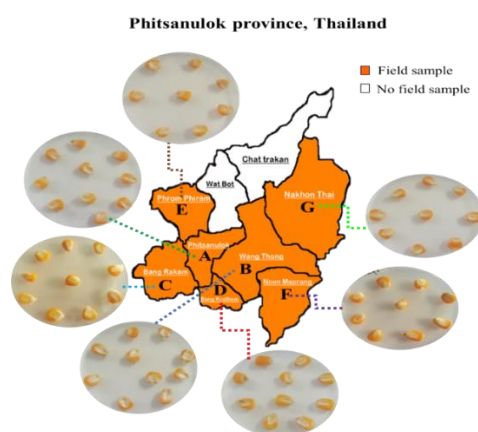 Phitsanulok province, Thailand
Field sample
No field sample
Chat trakan
Wat Bot
Nakhon Thai
G
Phrom Phiram
E
Phitsanulok
A
Wang Thong
B
Bang Rakam
C
D
Noen Maprang
F